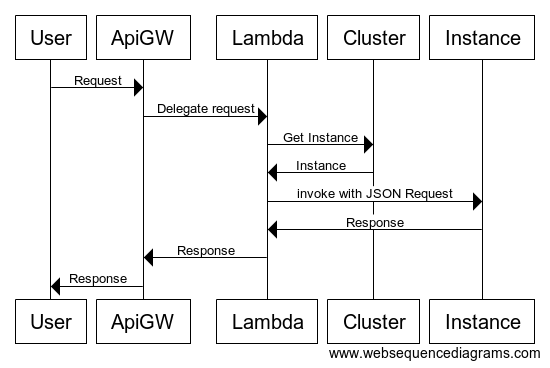 User ApiGW Lambda Cluster Instance
Request
Delegate request
Get Instance
Instance
invoke with JSON Request
Response
Response
Response
User ApiGW Lambda Cluster Instance
www.websequencediagrams.com